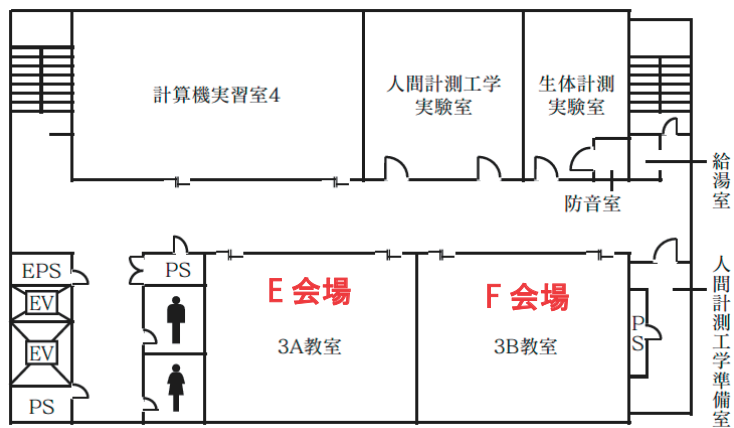 計算機実習室4
人間計測工学
実験室
生体計測
実験室
給湯室
防音室
EPS
PS
EV
EV
PS
E 会場
3A教室
F 会場
3B教室
PS
人間計測工学準備室